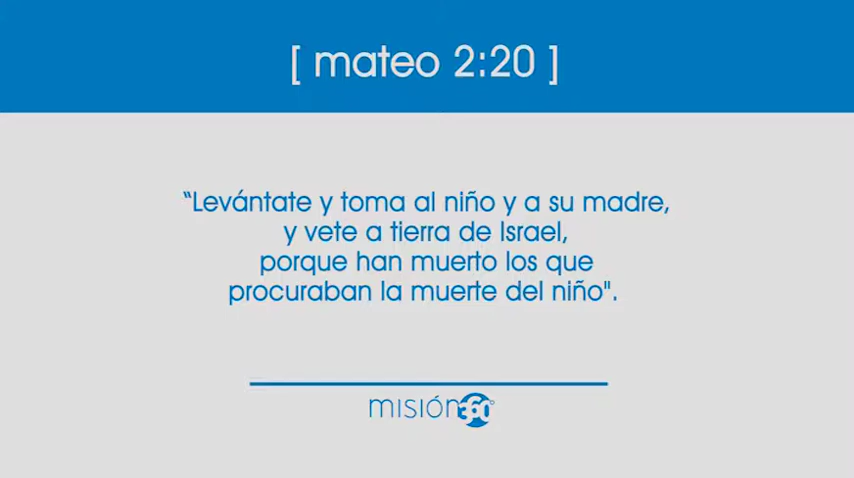 [ mateo 2:20 ]
“Levántate y toma al niño y a su madre,
y vete a tierra de Israel,
porque han muerto los que
procuraban la muerte del niño".
misión360°